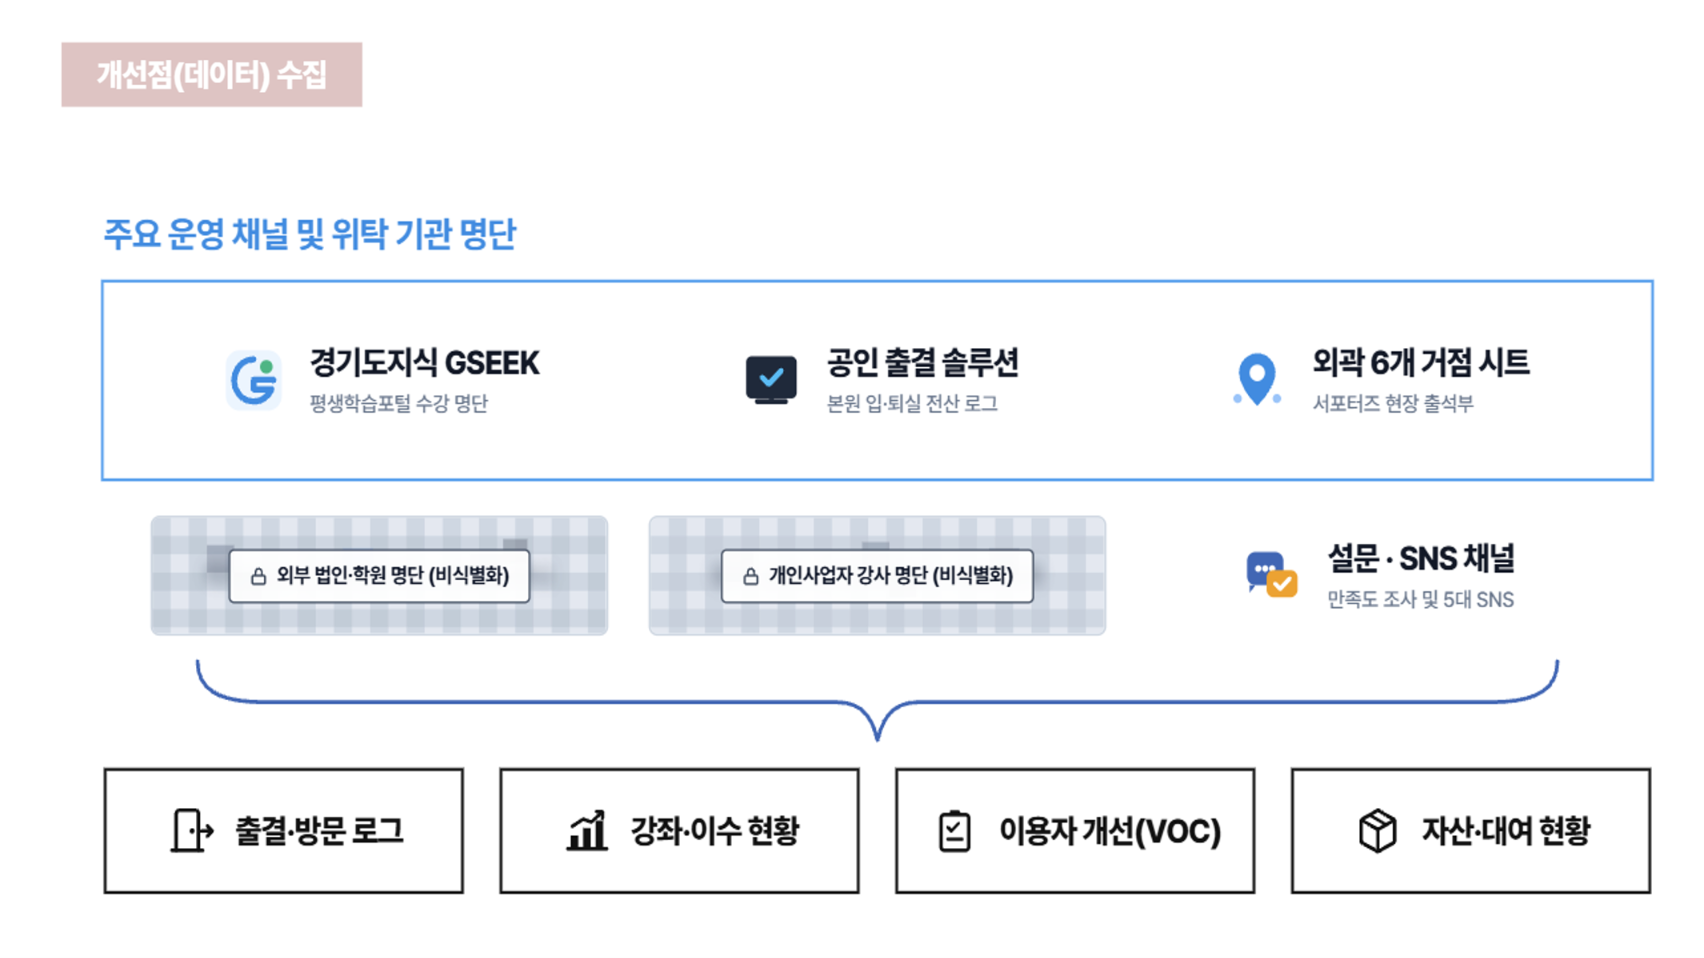 개선점(데이터) 수집
주요 운영 채널 및 위탁 기관 명단
경기도지식 GSEEK
평생학습포털 수강 명단
공인 출결 솔루션
본원 입·퇴실 전산 로그
외곽 6개 거점 시트
서포터즈 현장 출석부
외부 법인·학원 명단 (비식별화)
개인사업자 강사 명단 (비식별화)
설문 · SNS 채널
만족도 조사 및 5대 SNS
출결·방문 로그
강좌·이수 현황
이용자 개선(VOC)
자산·대여 현황